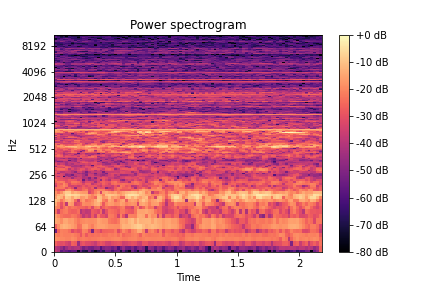 Power spectrogram
Hz
8192
4096
2048
1024
512
256
128
64
0
0
0.5
1
1.5
2
Time
+0 dB
-10 dB
-20 dB
-30 dB
-40 dB
-50 dB
-60 dB
-70 dB
-80 dB